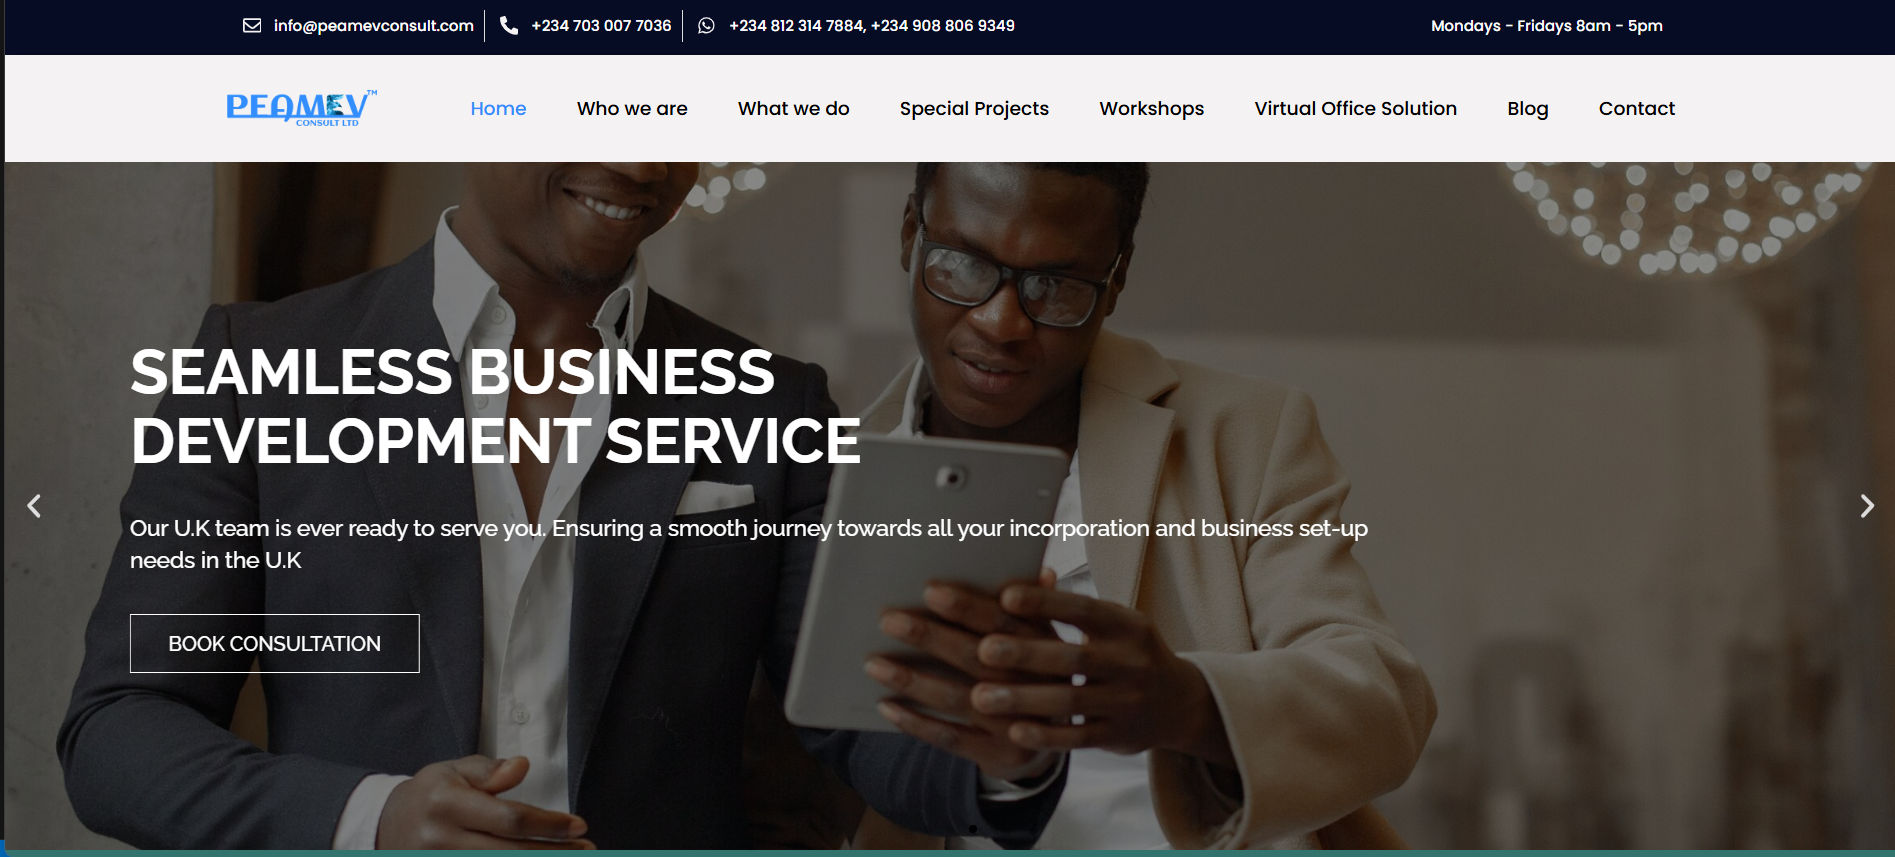 info@peamevconsult.com
+234 703 007 7036
+234 812 314 7884, +234 908 806 9349
Mondays - Fridays 8am - 5pm
PEAMEV™
CONSULT LTD
Home
Who we are
What we do
Special Projects
Workshops
Virtual Office Solution
Blog
Contact
SEAMLESS BUSINESS
DEVELOPMENT SERVICE
Our U.K team is ever ready to serve you. Ensuring a smooth journey towards all your incorporation and business set-up
needs in the U.K
BOOK CONSULTATION